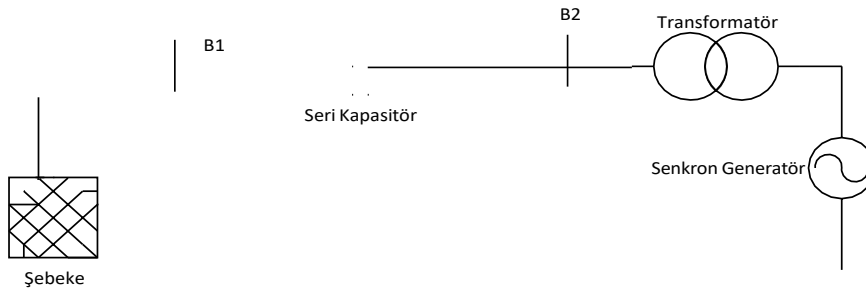 Transformatör
B2
B1
Seri Kapasitör
Senkron Generatör
Şebeke